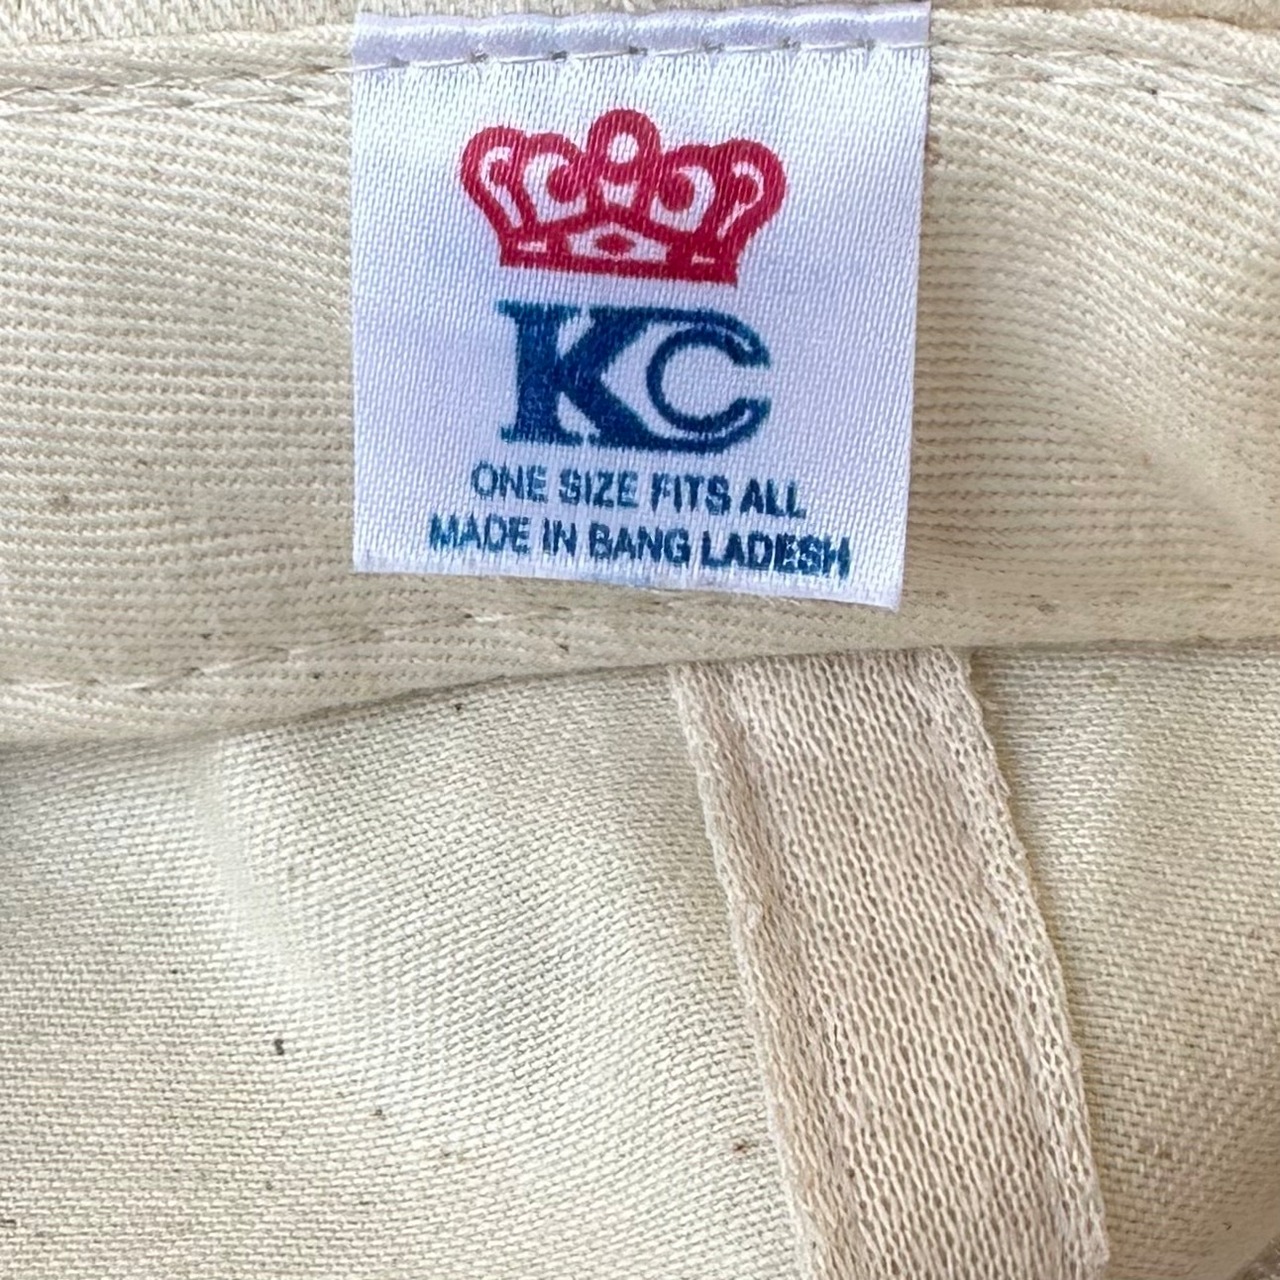 KC
ONE SIZE FITS ALL
MADE IN BANG LADESH